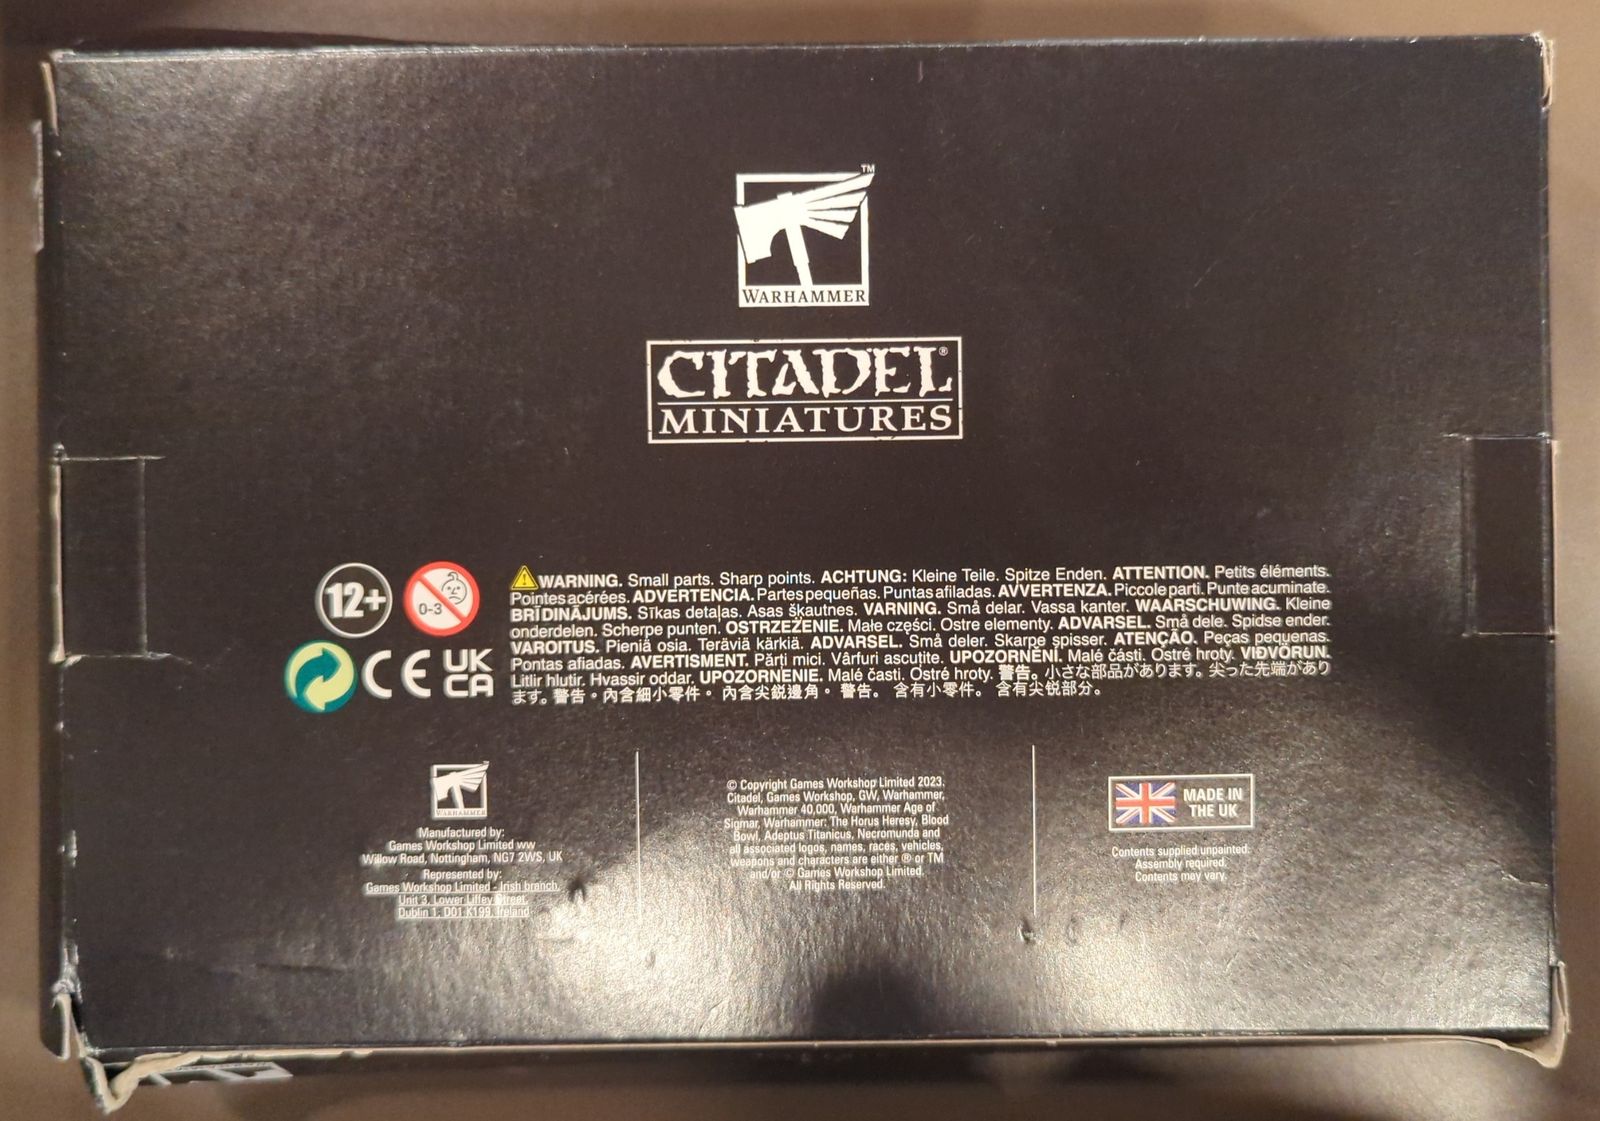 TM
WARHAMMER
CITADEL®
MINIATURES
12+
0-3
CE
UK
CA
WARNING. Small parts. Sharp points. ACHTUNG: Kleine Teile. Spitze Enden. ATTENTION. Petits éléments.
Pointes acérées. ADVERTENCIA. Partes pequeñas. Puntas afiladas. AVVERTENZA. Piccole parti. Punte acuminate.
BRĪDINĀJUMS. Sīkas detaļas. Asas šķautnes. VARNING. Små delar. Vassa kanter. WAARSCHUWING. Kleine
onderdelen. Scherpe punten. OSTRZEŻENIE. Małe części. Ostre elementy. ADVARSEL. Små dele. Spidse ender.
VAROITUS. Pieniä osia. Teräviä kärkiä. ADVARSEL. Små deler. Skarpe spisser. ATENÇÃO. Peças pequenas.
Pontas afiadas. AVERTISMENT. Părți mici. Vârfuri ascuțite. UPOZORNĚNÍ. Malé části. Ostré hroty. VIÐVÖRUN.
Litlir hlutir. Hvassir oddar. UPOZORNENIE. Malé časti. Ostré hroty. 警告。小さな部品があります。尖った先端があり
ます。警告。內含細小零件。內含尖銳邊角。警告。含有小零件。含有尖锐部分。
WARHAMMER
Manufactured by:
Games Workshop Limited ww
Willow Road, Nottingham, NG7 2WS, UK
Represented by:
Games Workshop Limited - Irish branch,
Unit 3, Lower Liffey Street,
Dublin 1, D01 K199, Ireland
© Copyright Games Workshop Limited 2023.
Citadel, Games Workshop, GW, Warhammer,
Warhammer 40,000, Warhammer Age of
Sigmar, Warhammer: The Horus Heresy, Blood
Bowl, Adeptus Titanicus, Necromunda and
all associated logos, names, races, vehicles,
weapons and characters are either ® or TM
and/or © Games Workshop Limited.
All Rights Reserved.
MADE IN
THE UK
Contents supplied unpainted.
Assembly required.
Contents may vary.